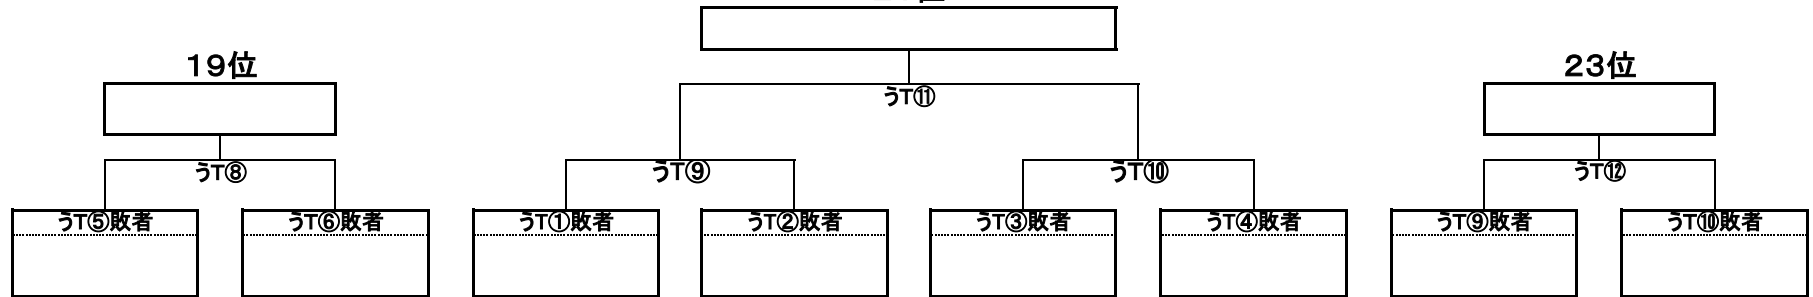 19位
23位
うT⑪
うT⑧
うT⑨
うT⑩
うT⑫
うT⑤敗者
うT⑥敗者
うT①敗者
うT②敗者
うT③敗者
うT④敗者
うT⑨敗者
うT⑩敗者